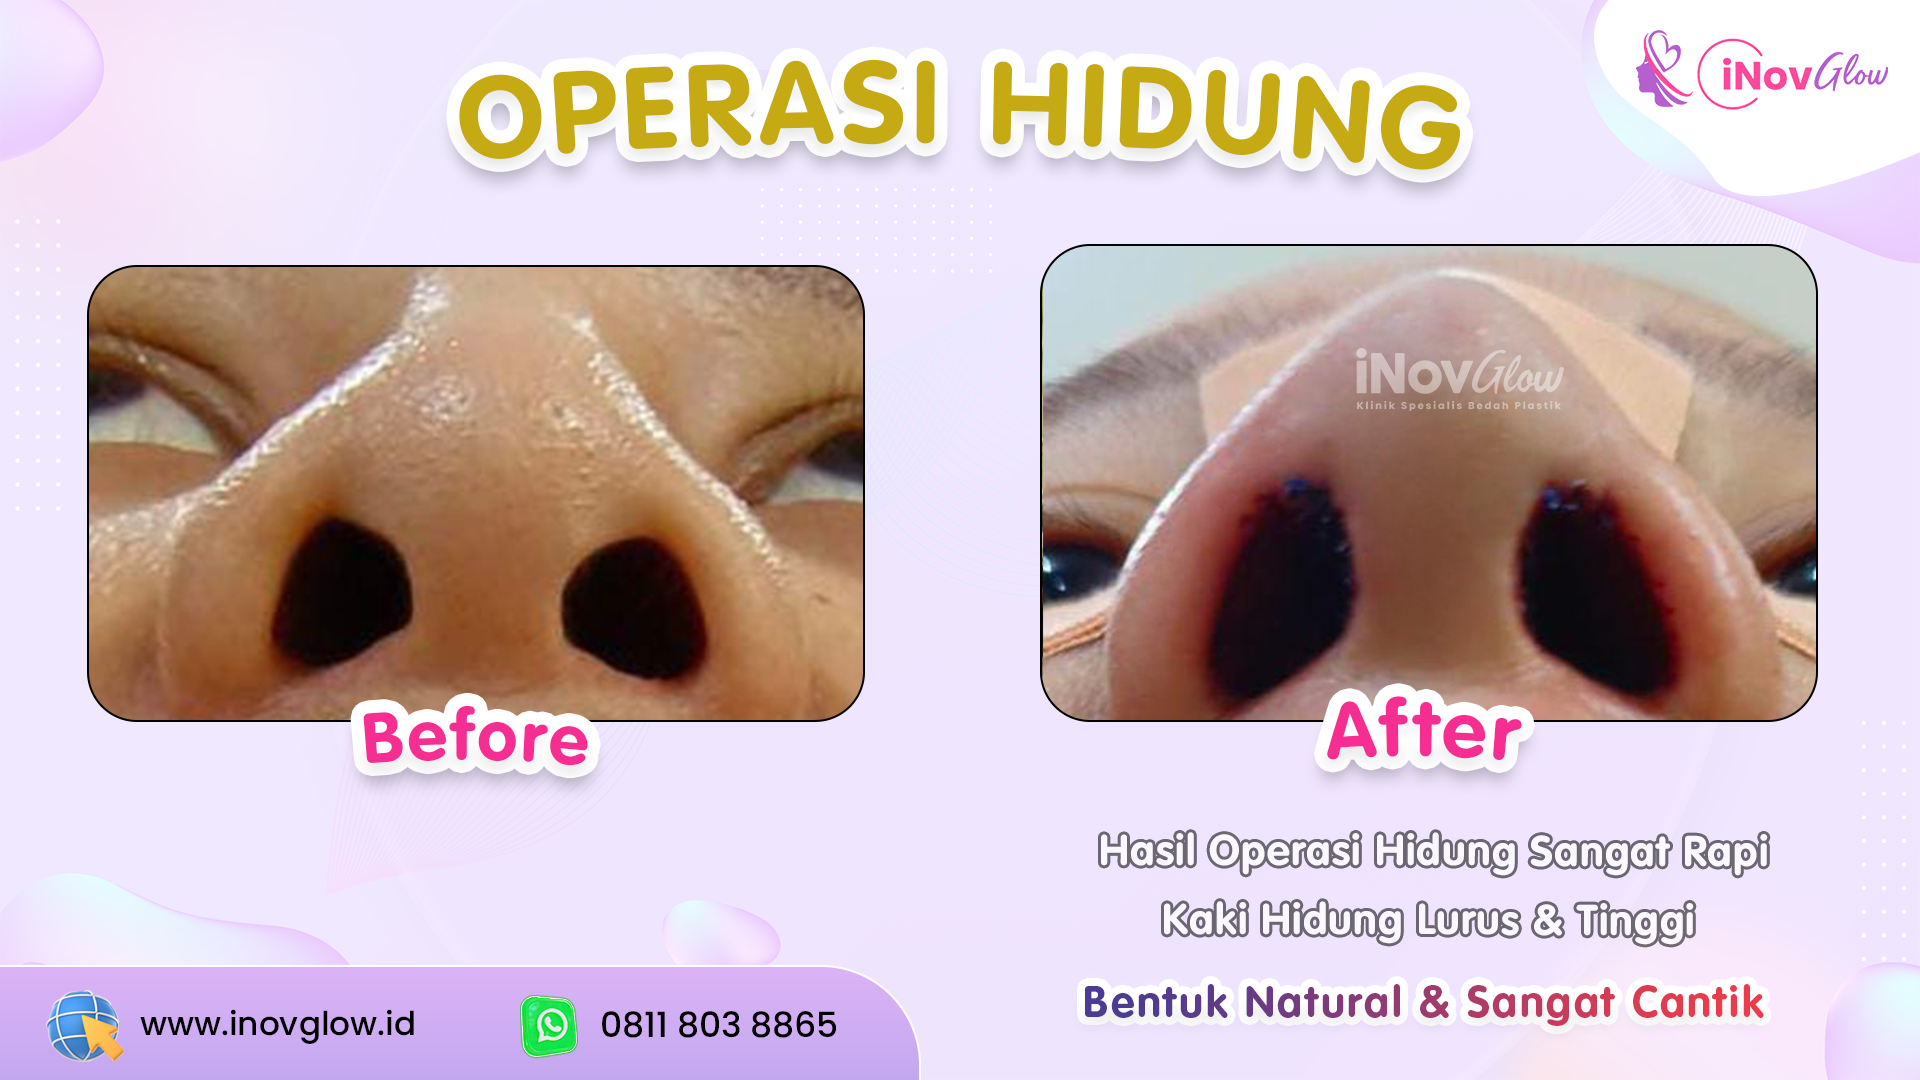 OPERASI HIDUNG
iNovGlow
iNovGlow
Klinik Spesialis Bedah Plastik
Before
After
Hasil Operasi Hidung Sangat Rapi
Kaki Hidung Lurus & Tinggi
Bentuk Natural & Sangat Cantik
www.inovglow.id
0811 803 8865